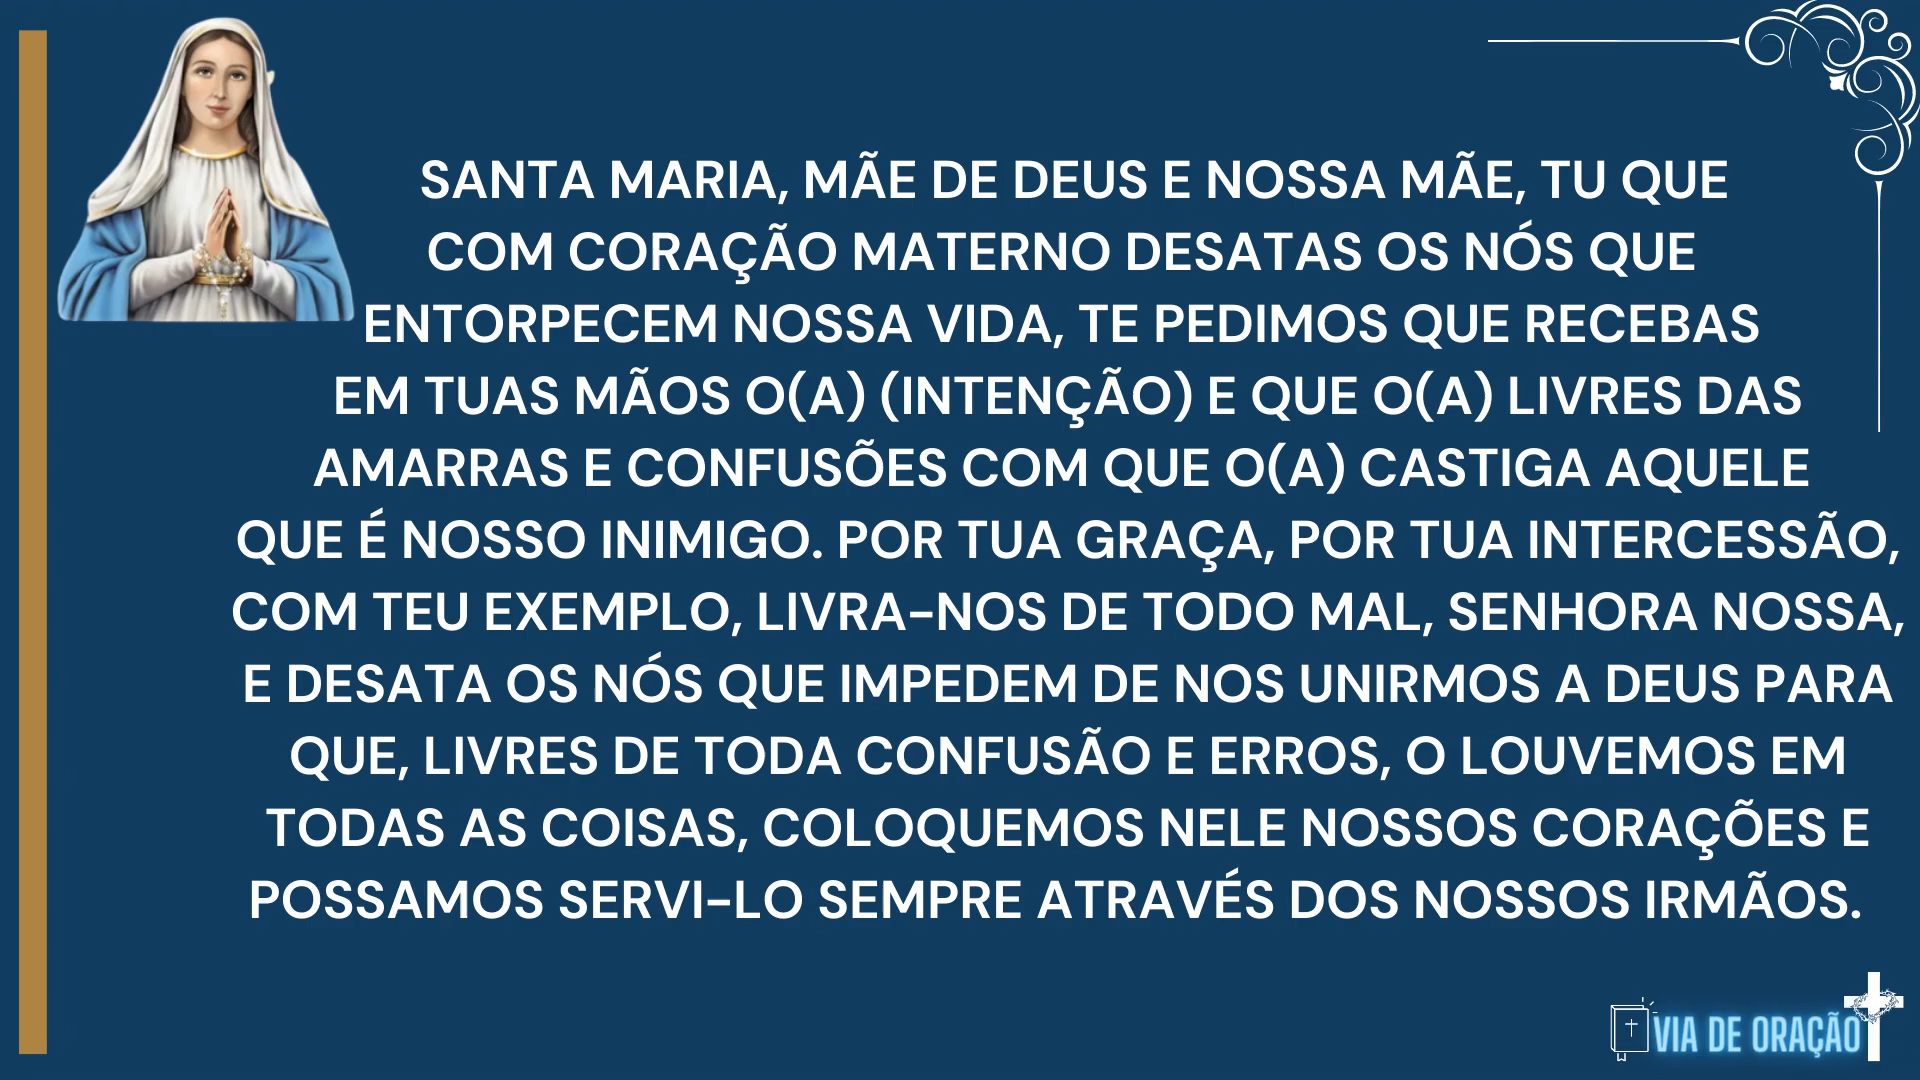 SANTA MARIA, MÃE DE DEUS E NOSSA MÃE, TU QUE
COM CORAÇÃO MATERNO DESATAS OS NÓS QUE
ENTORPECEM NOSSA VIDA, TE PEDIMOS QUE RECEBAS
EM TUAS MÃOS O(A) (INTENÇÃO) E QUE O(A) LIVRES DAS
AMARRAS E CONFUSÕES COM QUE O(A) CASTIGA AQUELE
QUE É NOSSO INIMIGO. POR TUA GRAÇA, POR TUA INTERCESSÃO,
COM TEU EXEMPLO, LIVRA-NOS DE TODO MAL, SENHORA NOSSA,
E DESATA OS NÓS QUE IMPEDEM DE NOS UNIRMOS A DEUS PARA
QUE, LIVRES DE TODA CONFUSÃO E ERROS, O LOUVEMOS EM
TODAS AS COISAS, COLOQUEMOS NELE NOSSOS CORAÇÕES E
POSSAMOS SERVI-LO SEMPRE ATRAVÉS DOS NOSSOS IRMÃOS.
VIA DE ORAÇÃO